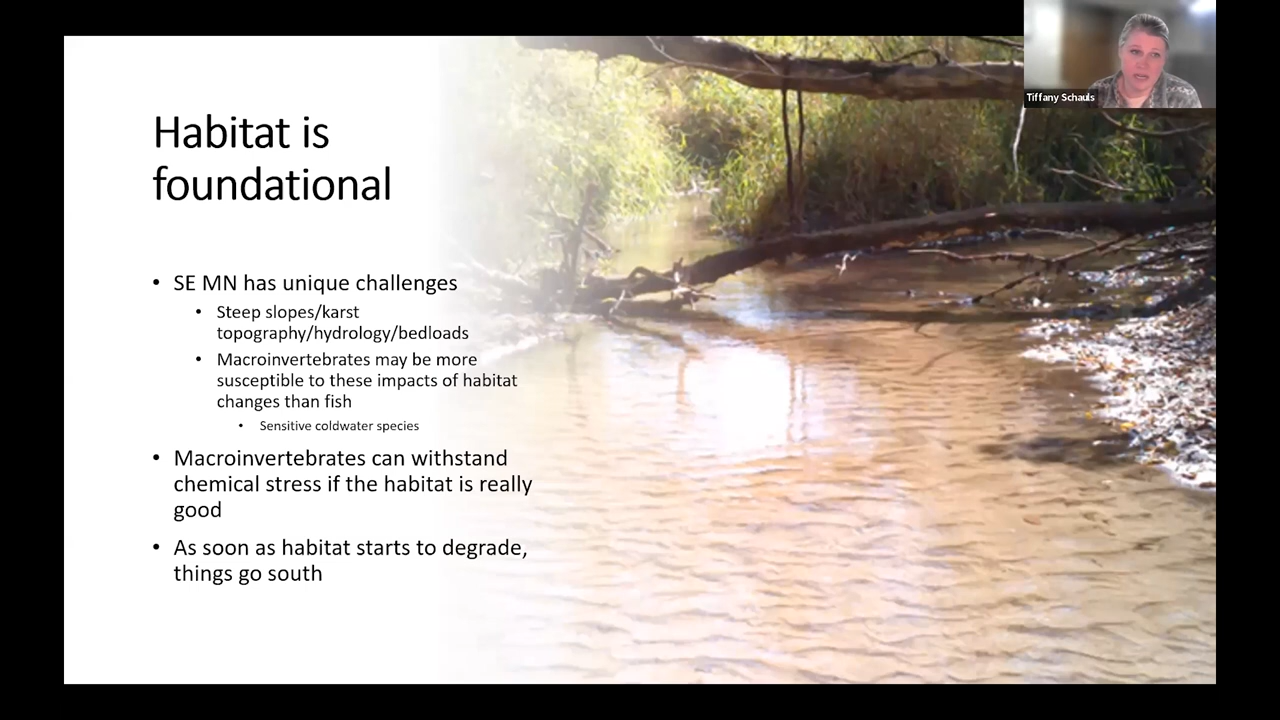 Tiffany Schauls
Habitat is
foundational
• SE MN has unique challenges
• Steep slopes/karst
topography/hydrology/bedloads
• Macroinvertebrates may be more
susceptible to these impacts of habitat
changes than fish
• Sensitive coldwater species
• Macroinvertebrates can withstand
chemical stress if the habitat is really
good
• As soon as habitat starts to degrade,
things go south